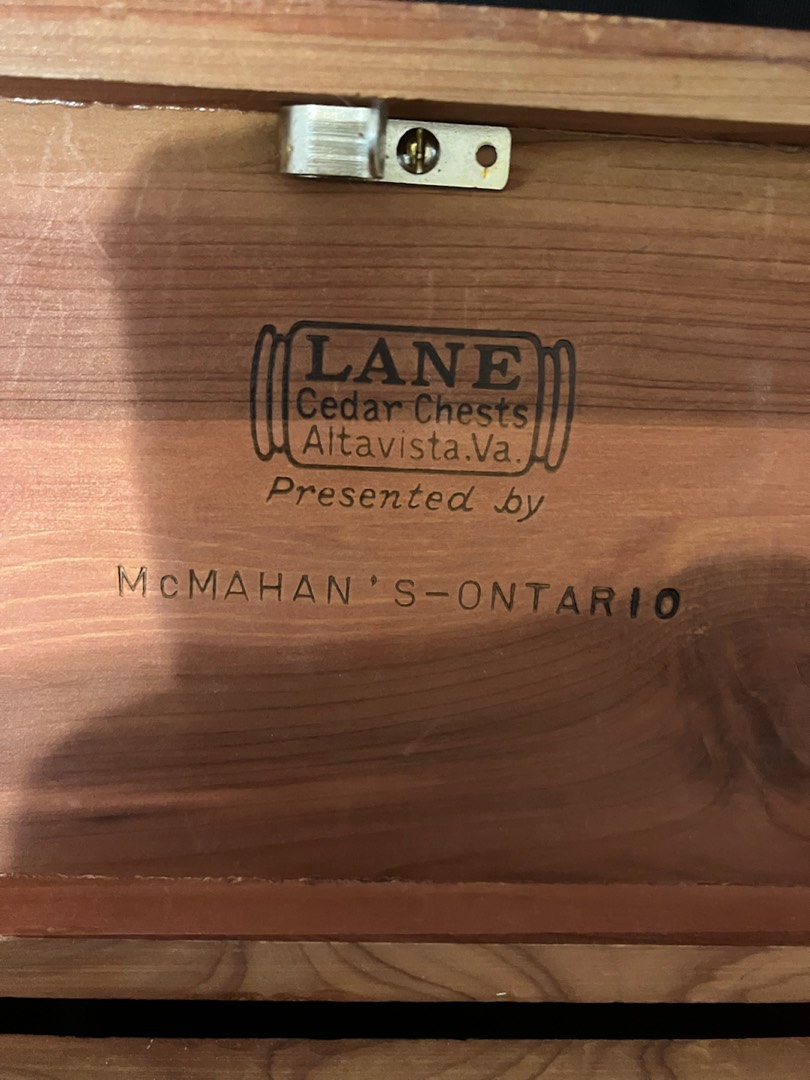 LANE
Cedar Chests
Altavista.Va.
Presented by
McMAHAN'S-ONTARIO